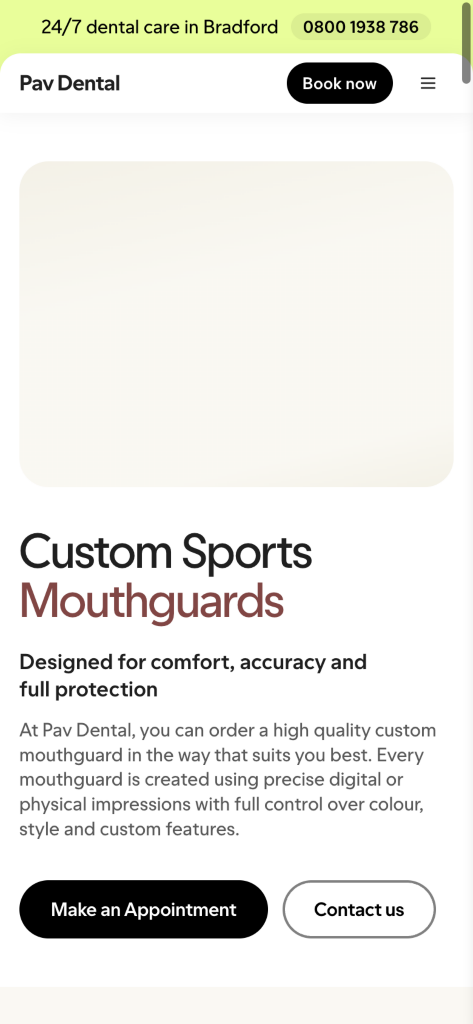 24/7 dental care in Bradford 0800 1938 786
Pav Dental Book now
Custom Sports
Mouthguards
Designed for comfort, accuracy and
full protection
At Pav Dental, you can order a high quality custom
mouthguard in the way that suits you best. Every
mouthguard is created using precise digital or
physical impressions with full control over colour,
style and custom features.
Make an Appointment Contact us